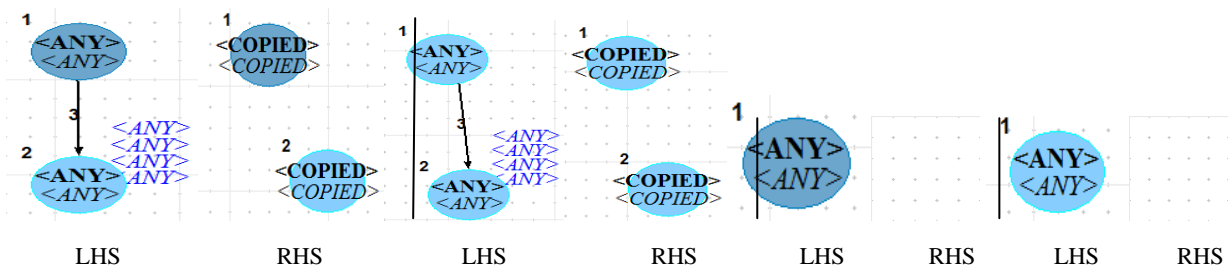 1
<ANY>
<ANY>
3
<ANY>
<ANY>
<ANY>
<ANY>
2
<ANY>
<ANY>
LHS
1
<COPIED>
<COPIED>
2
<COPIED>
<COPIED>
RHS
1
<ANY>
<ANY>
3
<ANY>
<ANY>
<ANY>
<ANY>
2
<ANY>
<ANY>
LHS
1
<COPIED>
<COPIED>
2
<COPIED>
<COPIED>
RHS
1
<ANY>
<ANY>
LHS
RHS
1
<ANY>
<ANY>
LHS
RHS